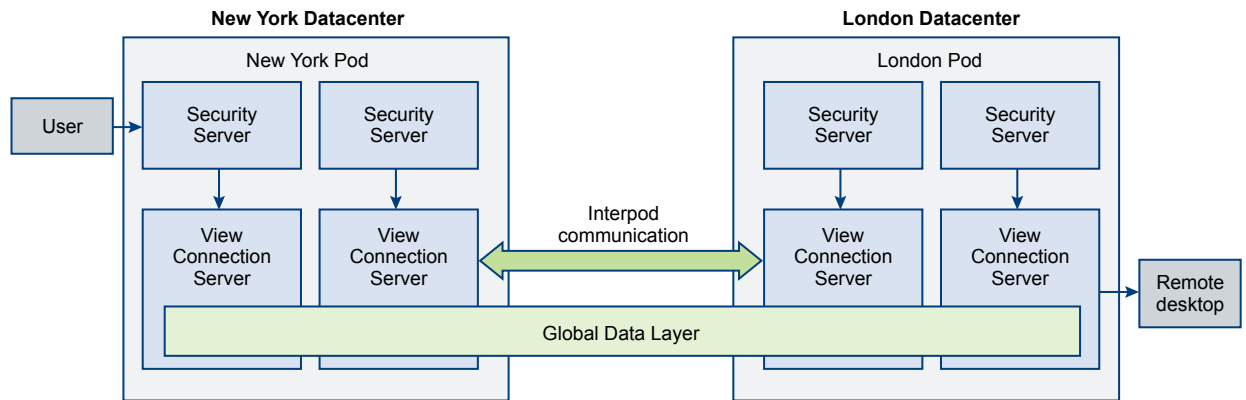 New York Datacenter
London Datacenter
New York Pod
London Pod
User
Security
Server
Security
Server
Security
Server
Security
Server
Interpod
communication
View
Connection
Server
View
Connection
Server
View
Connection
Server
View
Connection
Server
Remote
desktop
Global Data Layer